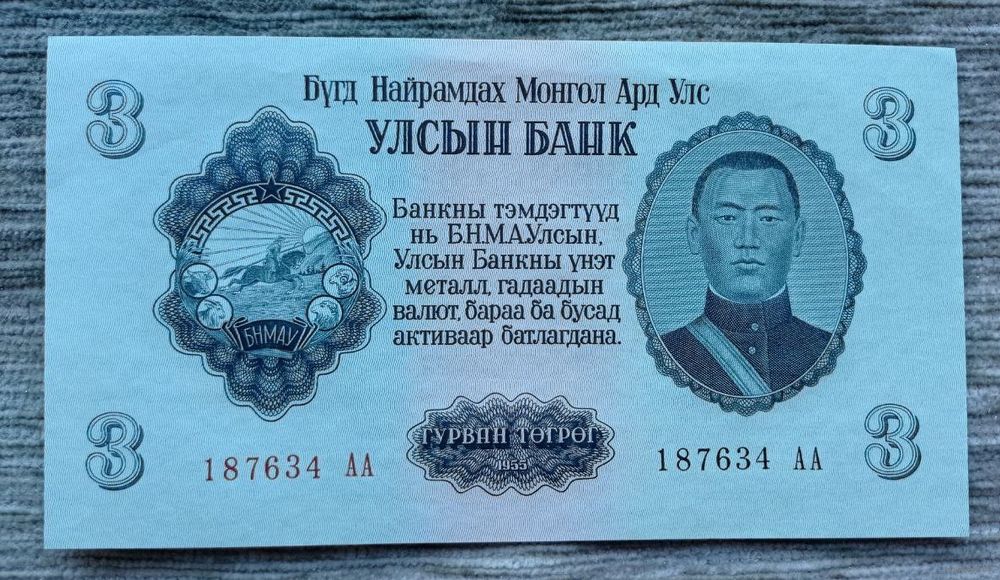 3 3
Бүгд Найрамдах Монгол Ард Улс
УЛСЫН БАНК
Банкны тэмдэгтүүд
нь Б.Н.М.А.Улсын,
Улсын Банкны үнэт
металл, гадаадын
валют, бараа ба бусад
активаар батлагдана.
БНМАУ
3 3
ГУРВАН ТӨГРӨГ
1955
187634 АА 187634 АА